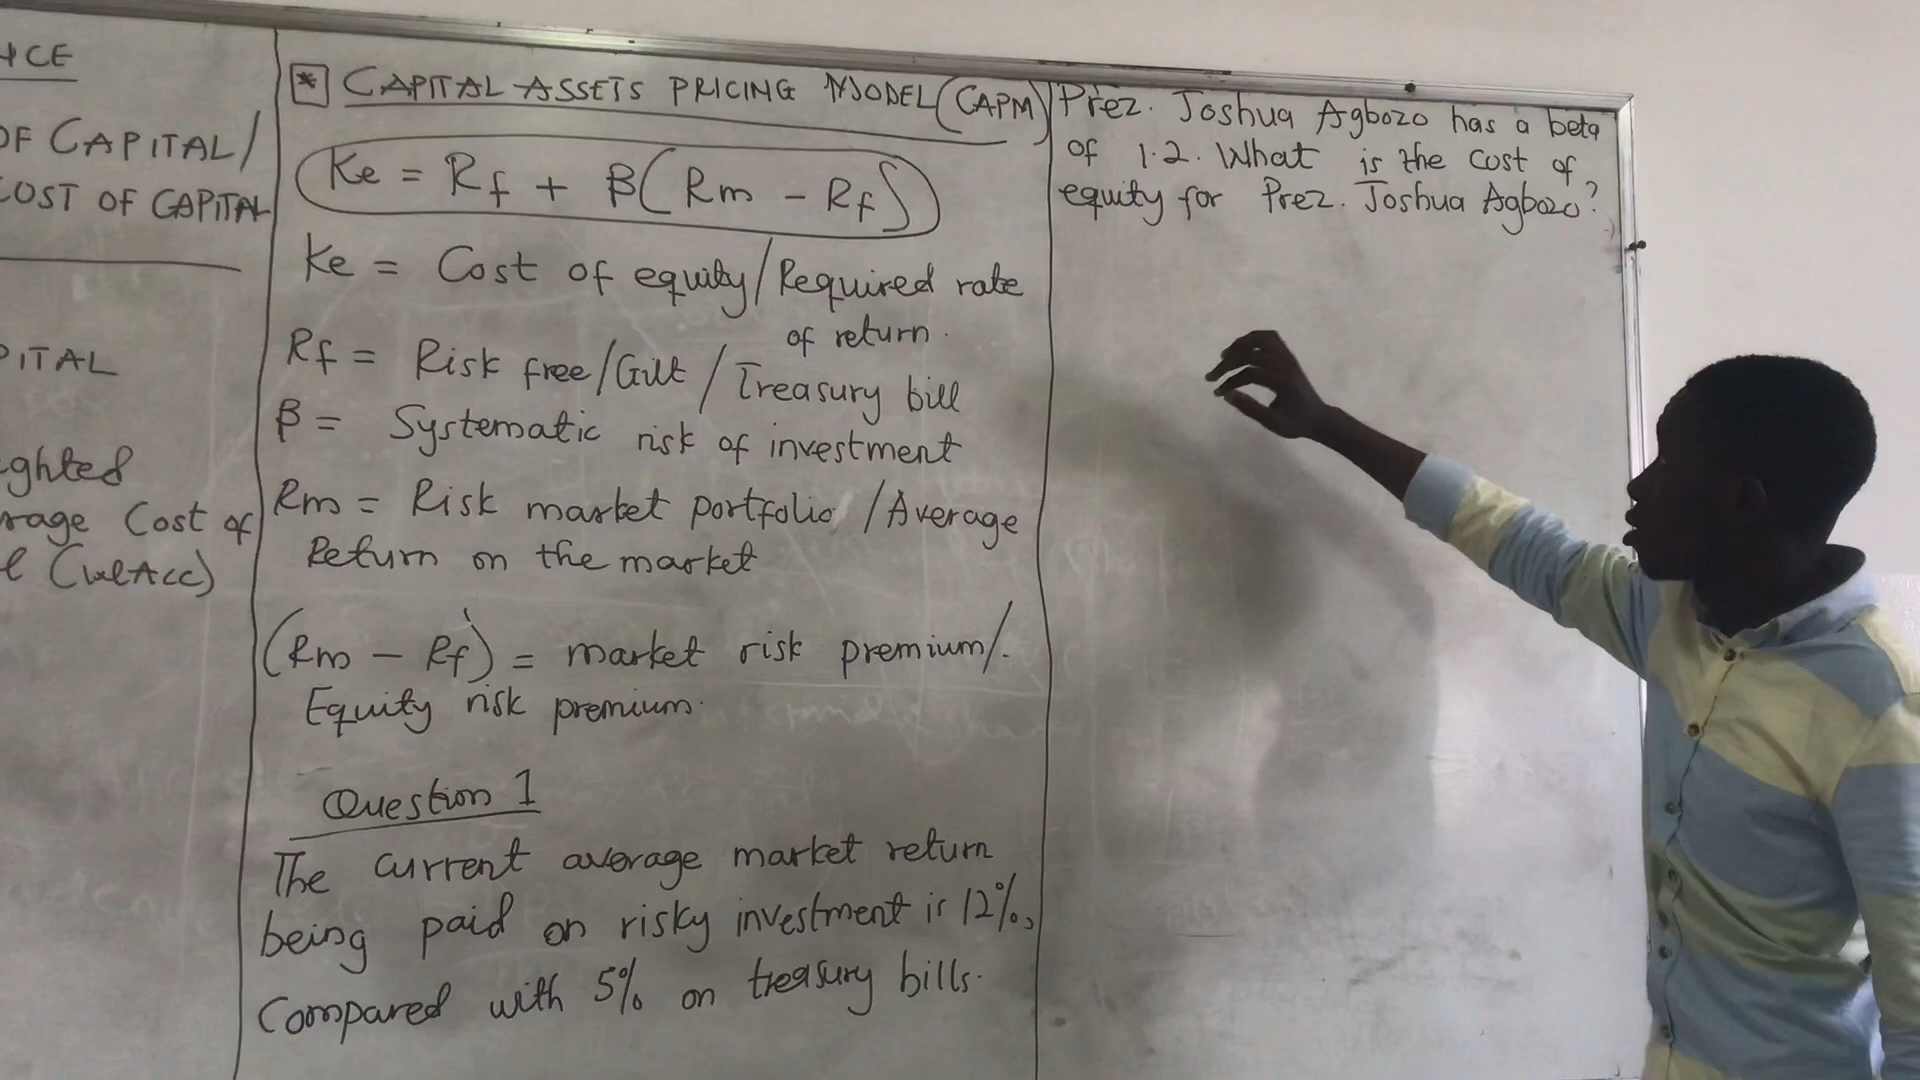 NCE
OF CAPITAL/
COST OF CAPITAL
PITAL
ighted
rage Cost of
l (WACC)
* CAPITAL ASSETS PRICING MODEL (CAPM)
Ke = Rf + β(Rm - Rf)
Ke = Cost of equity/Required rate
of return.
Rf = Risk free/Gilt/Treasury bill
β = Systematic risk of investment
Rm = Risk market portfolio/Average
Return on the market
(Rm - Rf) = market risk premium/.
Equity risk premium.
Question 1
The current average market return
being paid on risky investment is 12%,
Compared with 5% on treasury bills.
Prez. Joshua Agbozo has a beta
of 1.2. What is the cost of
equity for Prez. Joshua Agbozo?